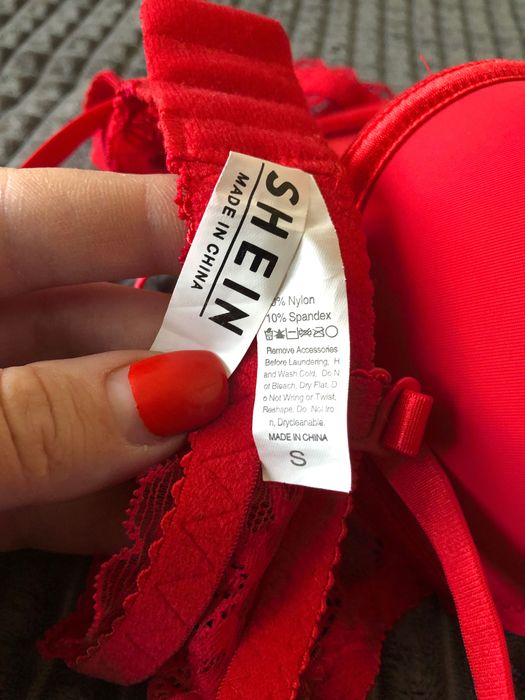 SHEIN
MADE IN CHINA
% Nylon
10% Spandex
Remove Accessories
Before Laundering, H
and Wash Cold, Do N
ot Bleach, Dry Flat, D
o Not Wring or Twist,
Reshape, Do Not Iro
n, Drycleanable.
MADE IN CHINA
S